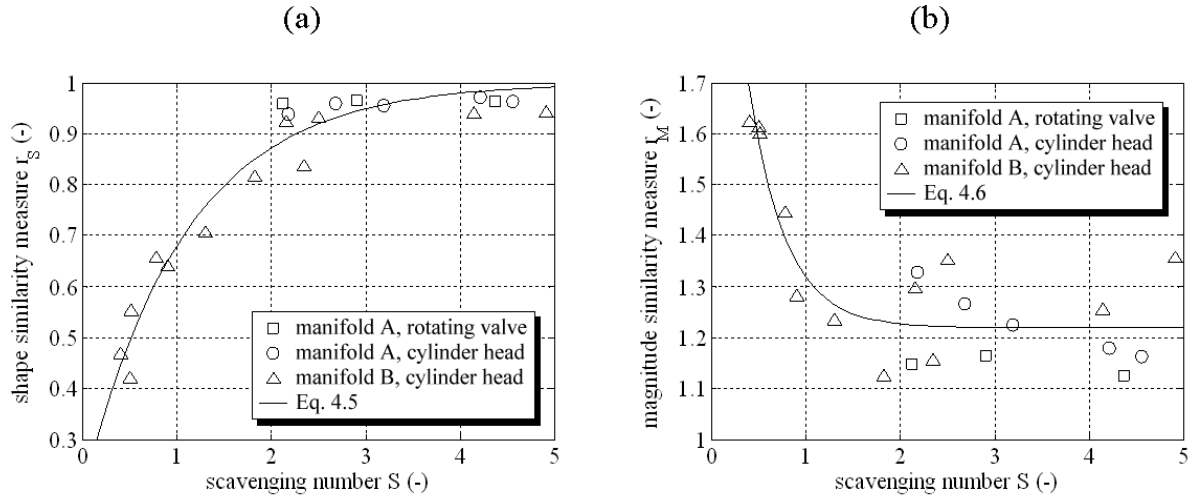 (a)
1
0.9
0.8
0.7
0.6
0.5
0.4
0.3
0
1
2
3
4
5
shape similarity measure r_S (-)
scavenging number S (-)
manifold A, rotating valve
manifold A, cylinder head
manifold B, cylinder head
Eq. 4.5
(b)
1.7
1.6
1.5
1.4
1.3
1.2
1.1
1
0
1
2
3
4
5
magnitude similarity measure r_M (-)
scavenging number S (-)
manifold A, rotating valve
manifold A, cylinder head
manifold B, cylinder head
Eq. 4.6